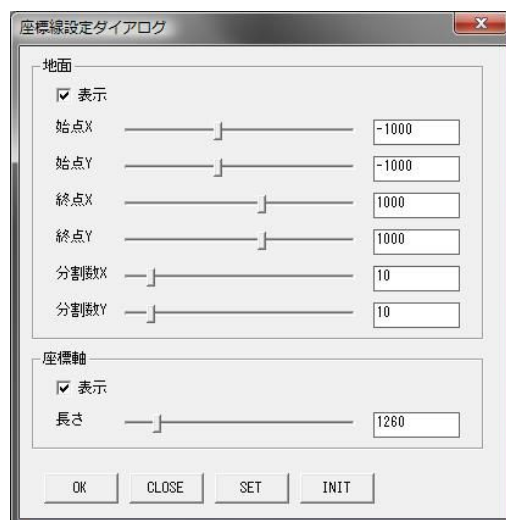 座標線設定ダイアログ
地面
表示
始点X -1000
始点Y -1000
終点X 1000
終点Y 1000
分割数X 10
分割数Y 10
座標軸
表示
長さ 1260
OK CLOSE SET INIT